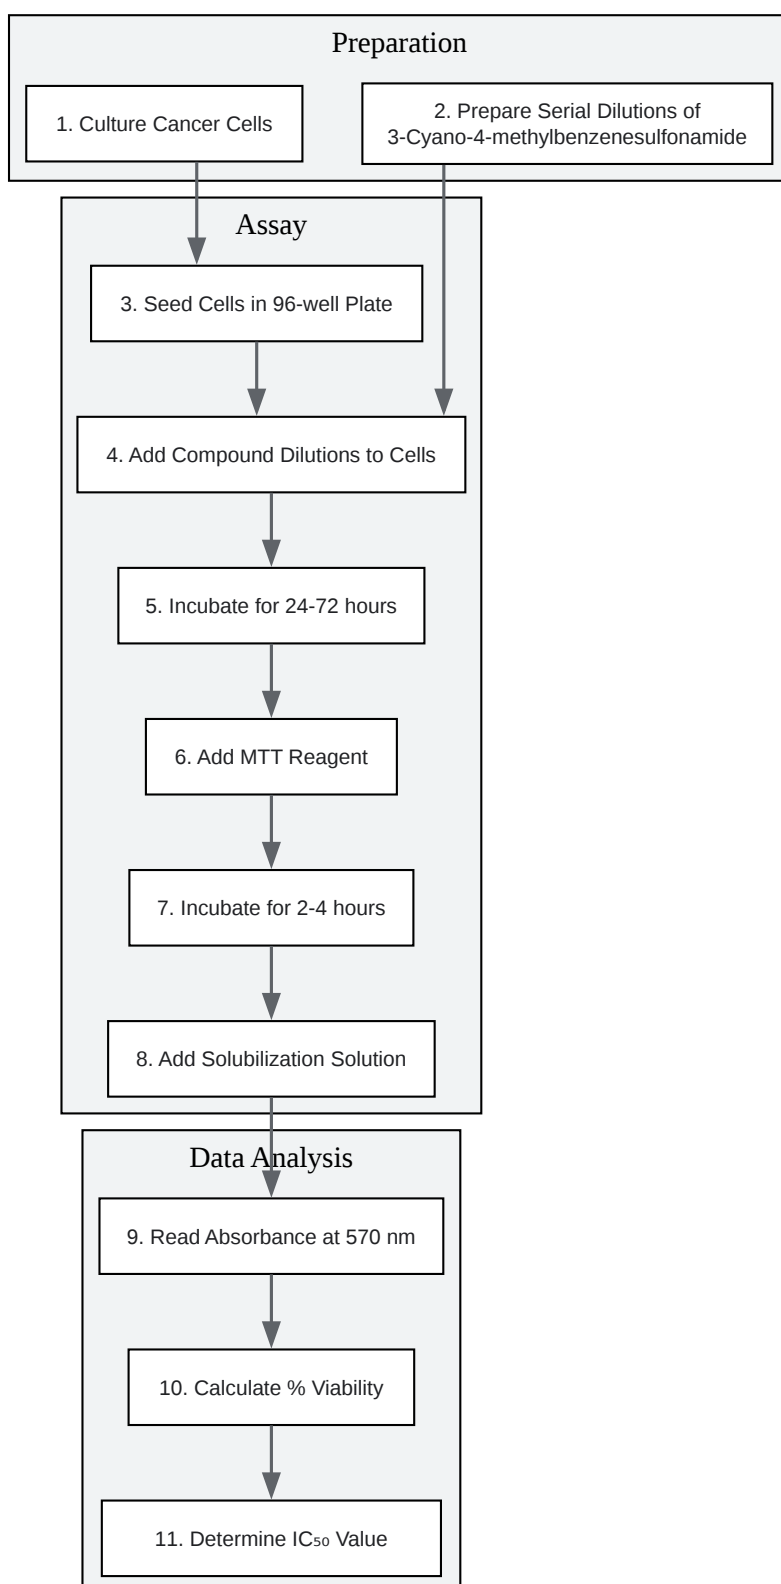 Preparation
1. Culture Cancer Cells
2. Prepare Serial Dilutions of
3-Cyano-4-methylbenzenesulfonamide
Assay
3. Seed Cells in 96-well Plate
4. Add Compound Dilutions to Cells
5. Incubate for 24-72 hours
6. Add MTT Reagent
7. Incubate for 2-4 hours
8. Add Solubilization Solution
Data Analysis
9. Read Absorbance at 570 nm
10. Calculate % Viability
11. Determine IC₅₀ Value